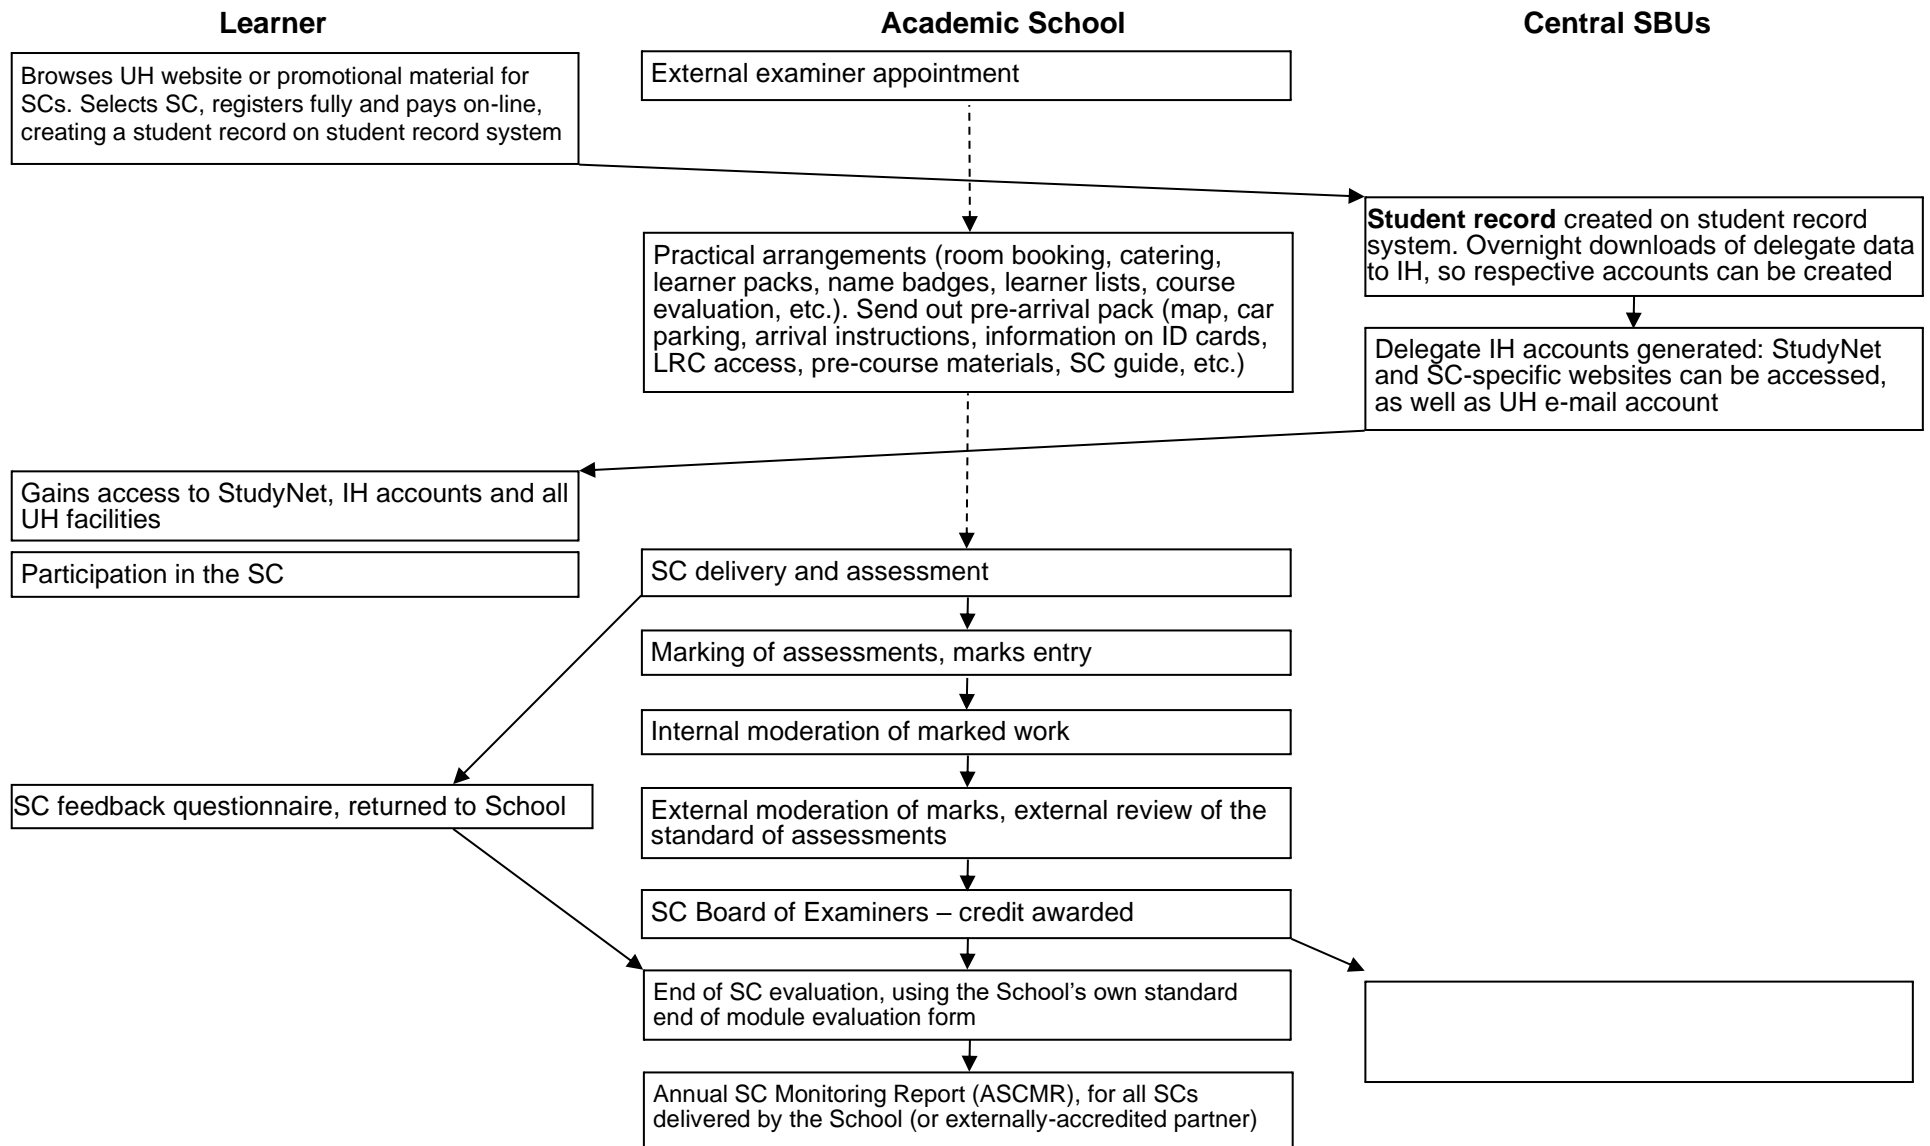 Learner
Academic School
Central SBUs
Browses UH website or promotional material for
SCs. Selects SC, registers fully and pays on-line,
creating a student record on student record system
External examiner appointment
Student record created on student record
system. Overnight downloads of delegate data
to IH, so respective accounts can be created
Practical arrangements (room booking, catering,
learner packs, name badges, learner lists, course
evaluation, etc.). Send out pre-arrival pack (map, car
parking, arrival instructions, information on ID cards,
LRC access, pre-course materials, SC guide, etc.)
Delegate IH accounts generated: StudyNet
and SC-specific websites can be accessed,
as well as UH e-mail account
Gains access to StudyNet, IH accounts and all
UH facilities
Participation in the SC
SC delivery and assessment
Marking of assessments, marks entry
Internal moderation of marked work
SC feedback questionnaire, returned to School
External moderation of marks, external review of the
standard of assessments
SC Board of Examiners – credit awarded
End of SC evaluation, using the School’s own standard
end of module evaluation form
Annual SC Monitoring Report (ASCMR), for all SCs
delivered by the School (or externally-accredited partner)